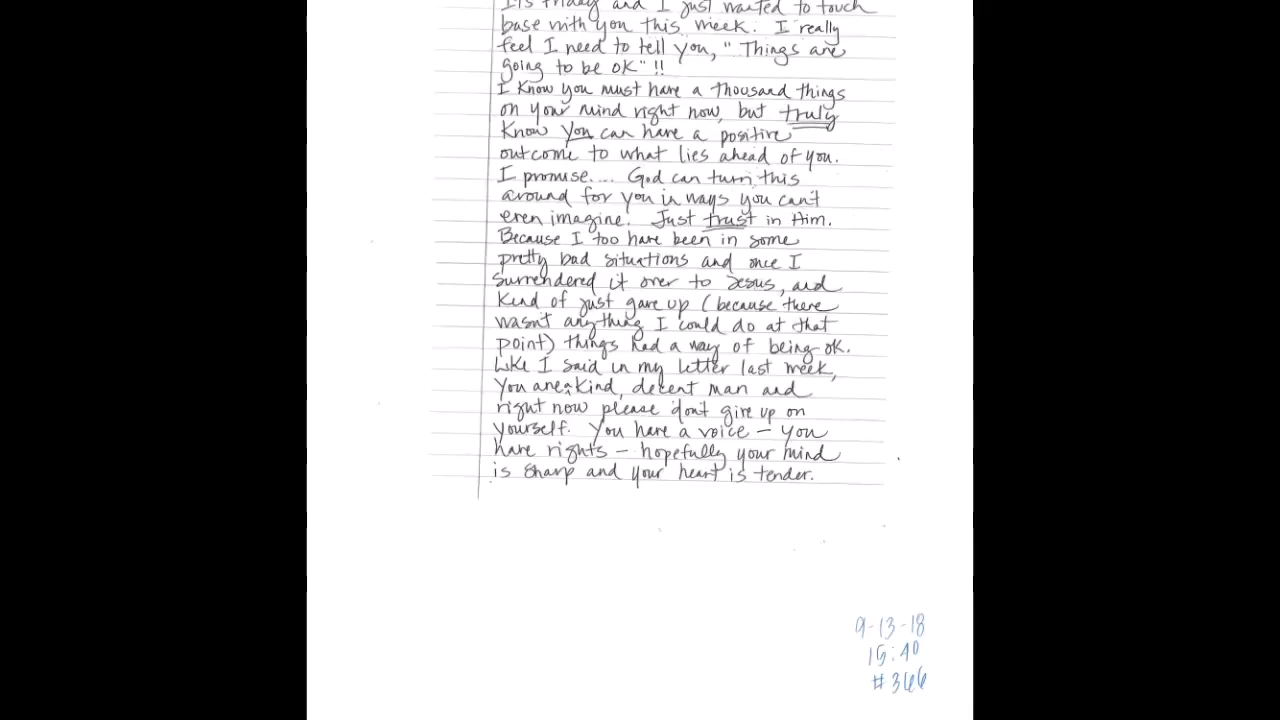 It's Friday and I just wanted to touch
base with you this week. I really
feel I need to tell you, "Things are
going to be ok" !!
I know you must have a thousand things
on your mind right now, but truly
know you can have a positive
outcome to what lies ahead of you.
I promise.... God can turn this
around for you in ways you can't
even imagine. Just trust in Him.
Because I too have been in some
pretty bad situations and once I
surrendered it over to Jesus, and
kind of just gave up (because there
wasn't anything I could do at that
point) things had a way of being ok.
Like I said in my letter last week,
you are a kind, decent man and
right now please don't give up on
yourself. You have a voice – you
have rights – hopefully your mind
is sharp and your heart is tender.
9-13-18
15:40
#366